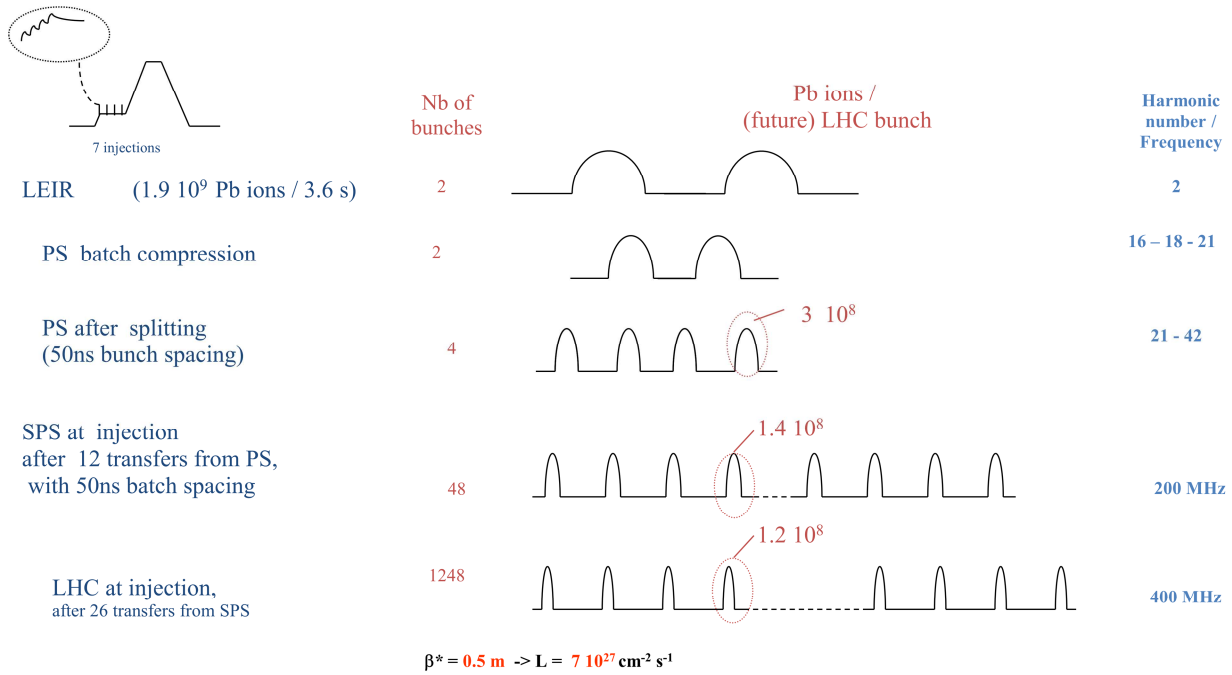 7 injections
Nb of
bunches
Pb ions /
(future) LHC bunch
Harmonic
number /
Frequency
LEIR (1.9 10⁹ Pb ions / 3.6 s)
2
2
PS batch compression
2
16 – 18 - 21
PS after splitting
(50ns bunch spacing)
4
3 10⁸
21 - 42
SPS at injection
after 12 transfers from PS,
with 50ns batch spacing
48
1.4 10⁸
200 MHz
LHC at injection,
after 26 transfers from SPS
1248
1.2 10⁸
400 MHz
β* = 0.5 m -> L = 7 10²⁷ cm⁻² s⁻¹